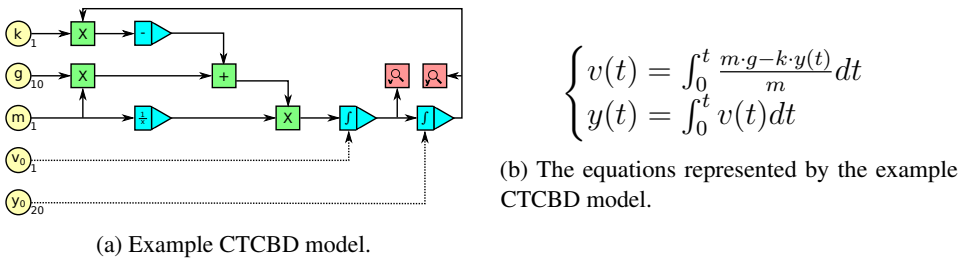 k
1
X
-
g
10
X
+
m
1
1/x
X
∫
∫
v₀
1
y₀
20
(a) Example CTCBD model.
v(t) = ∫₀ᵗ (m·g−k·y(t))/m dt
y(t) = ∫₀ᵗ v(t)dt
(b) The equations represented by the example
CTCBD model.